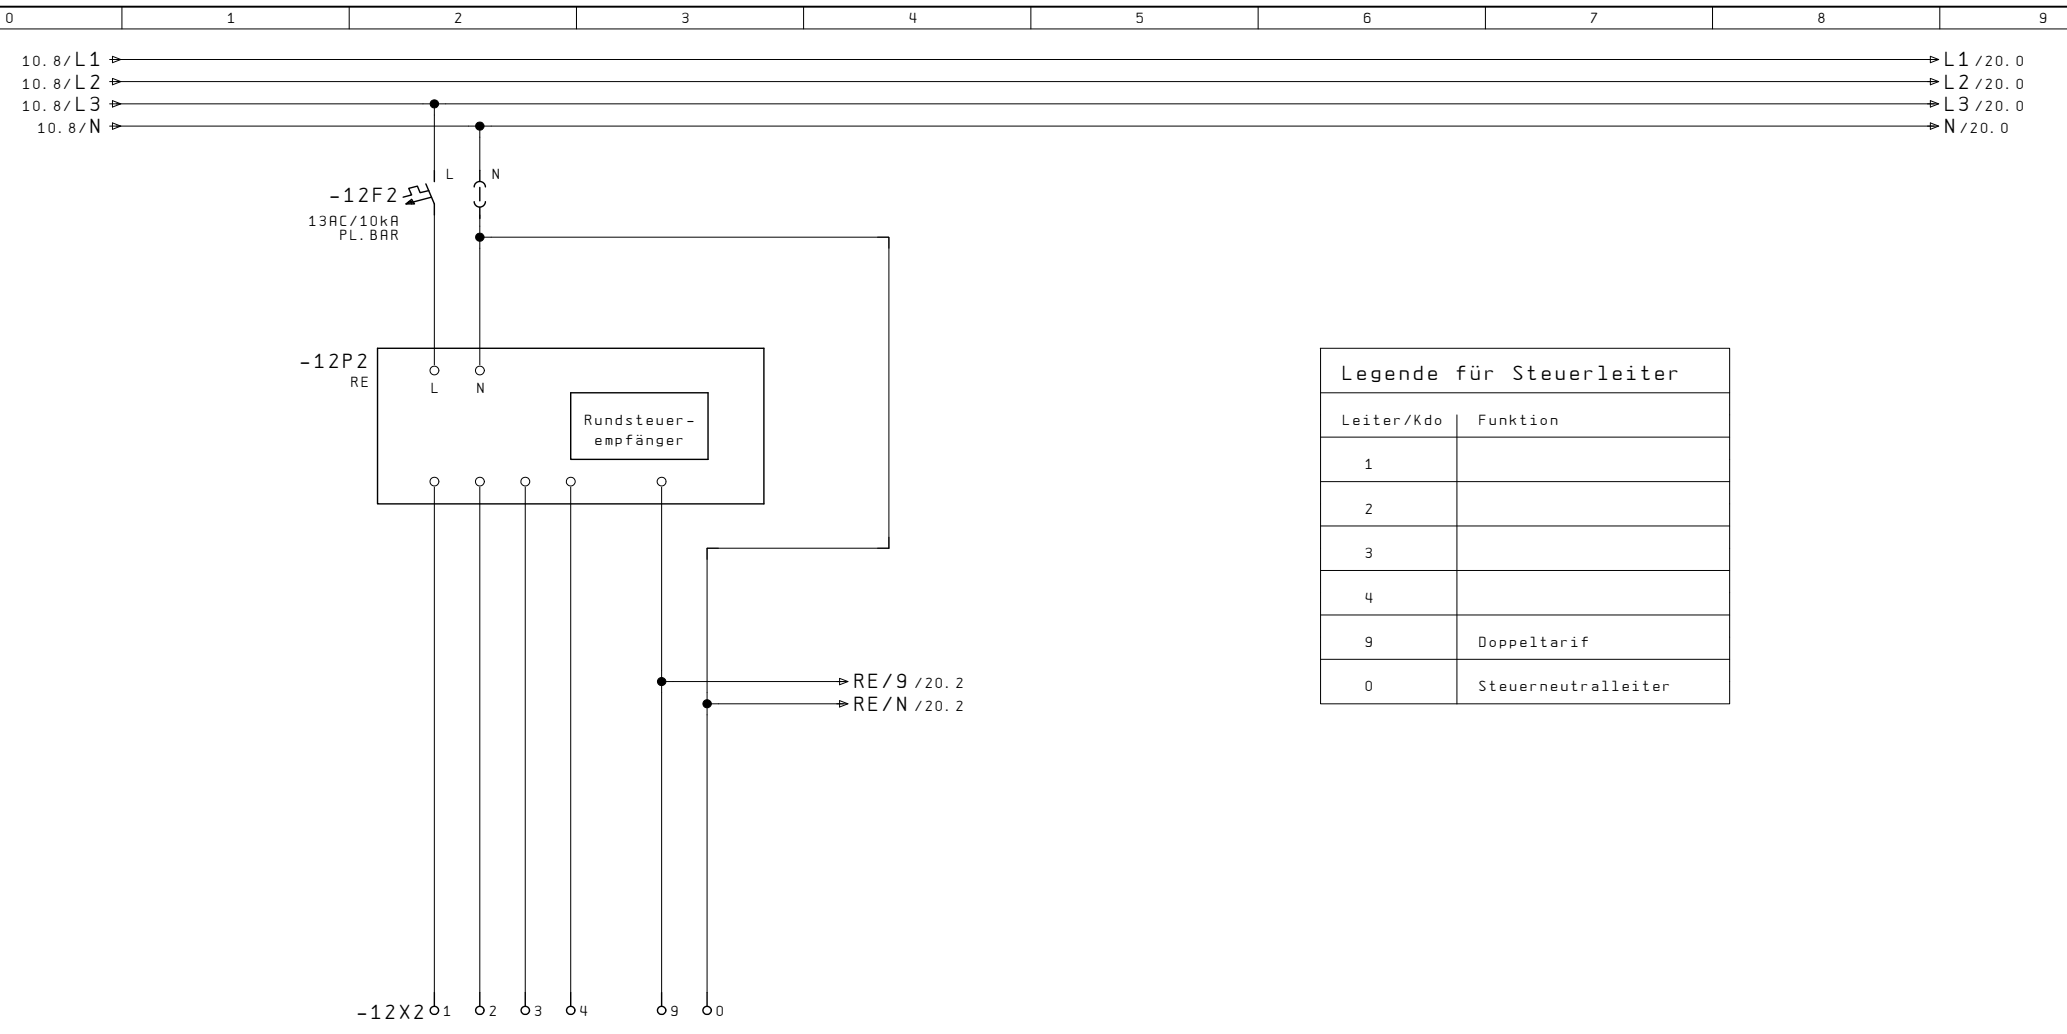 0 1 2 3 4 5 6 7 8 9
10.8/L1 L1/20.0
10.8/L2 L2/20.0
10.8/L3 L3/20.0
10.8/N N/20.0
L N
-12F2
13AC/10kA
PL.BAR
-12P2
RE
L N
Rundsteuer-
empfänger
Legende für Steuerleiter
Leiter/Kdo Funktion
1
2
3
4
9 Doppeltarif
0 Steuerneutralleiter
RE/9/20.2
RE/N/20.2
-12X2 1 2 3 4 9 0